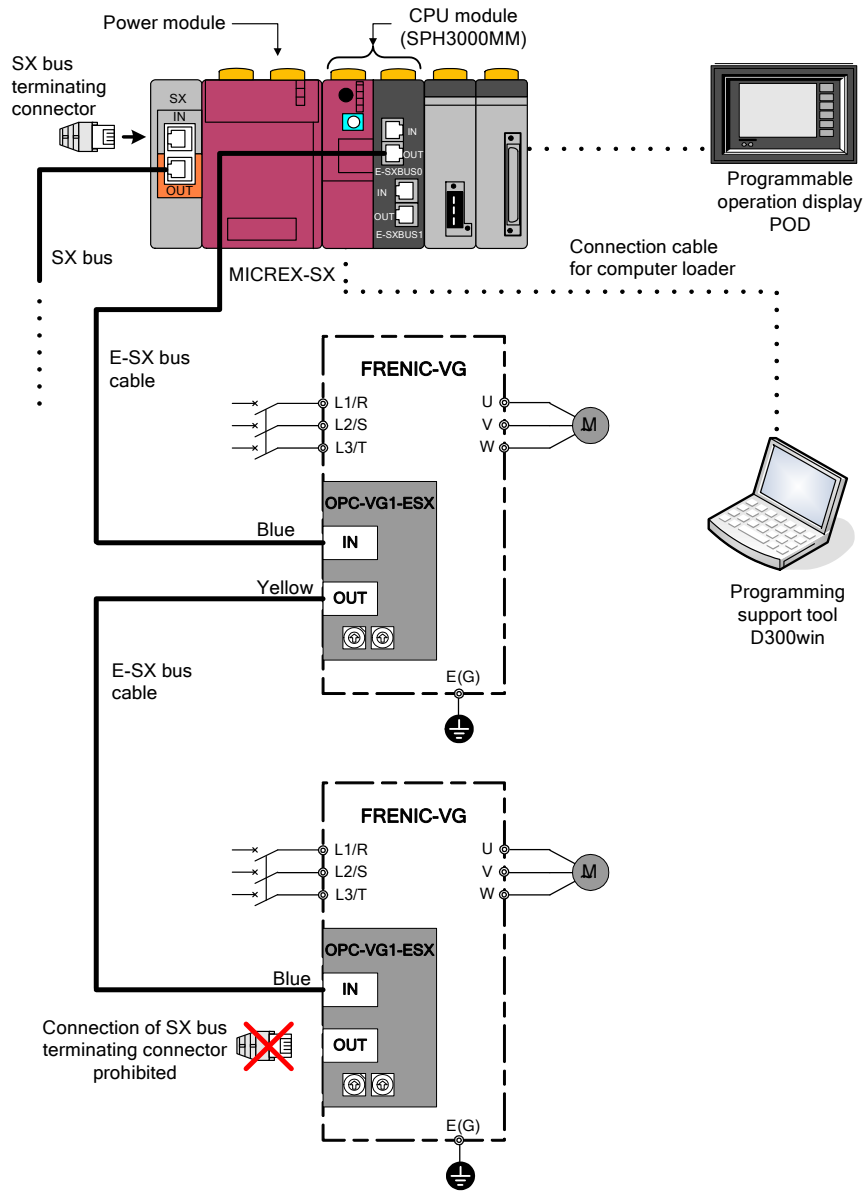 Power module
CPU module
(SPH3000MM)
SX bus
terminating
connector
SX
IN
OUT
IN
OUT
E-SXBUS0
IN
OUT
E-SXBUS1
Programmable
operation display
POD
SX bus
MICREX-SX
Connection cable
for computer loader
E-SX bus
cable
FRENIC-VG
L1/R
L2/S
L3/T
U
V
W
M
OPC-VG1-ESX
Blue
IN
Yellow
OUT
Programming
support tool
D300win
E-SX bus
cable
E(G)
FRENIC-VG
L1/R
L2/S
L3/T
U
V
W
M
OPC-VG1-ESX
Blue
IN
Connection of SX bus
terminating connector
prohibited
OUT
E(G)